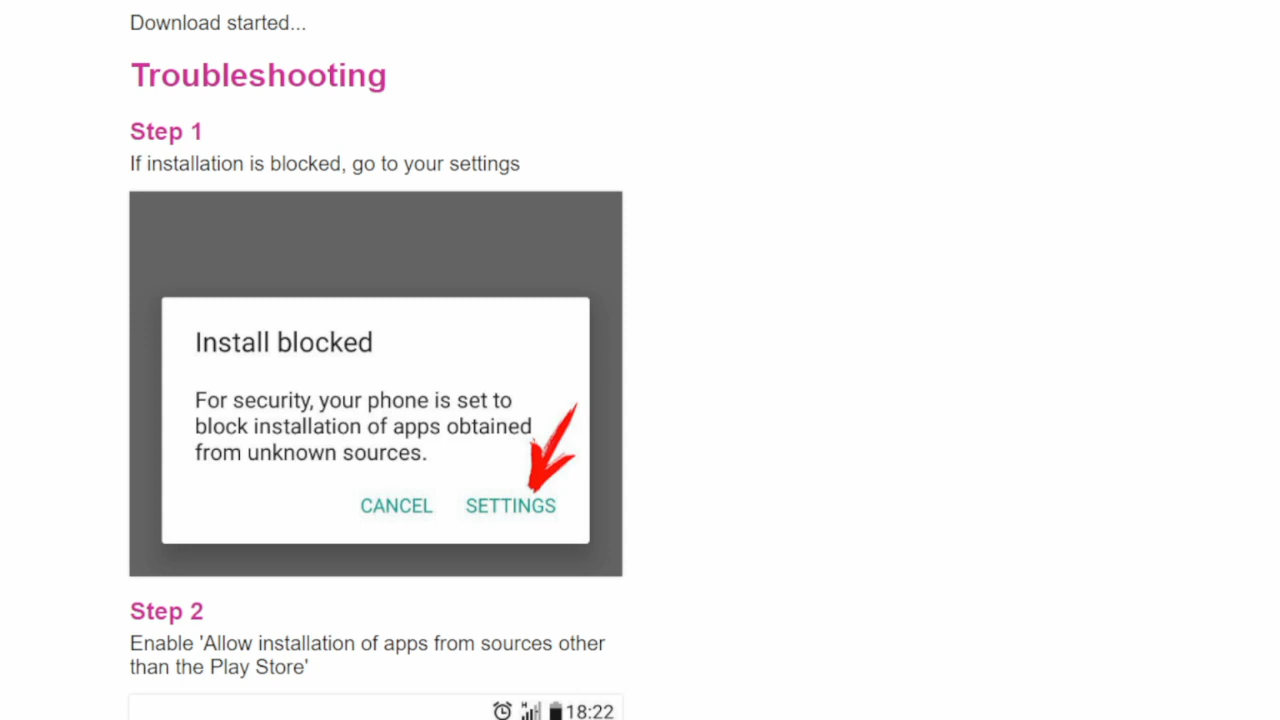 Download started...
Troubleshooting
Step 1
If installation is blocked, go to your settings
Install blocked
For security, your phone is set to
block installation of apps obtained
from unknown sources.
CANCEL SETTINGS
Step 2
Enable 'Allow installation of apps from sources other
than the Play Store'
H 18:22